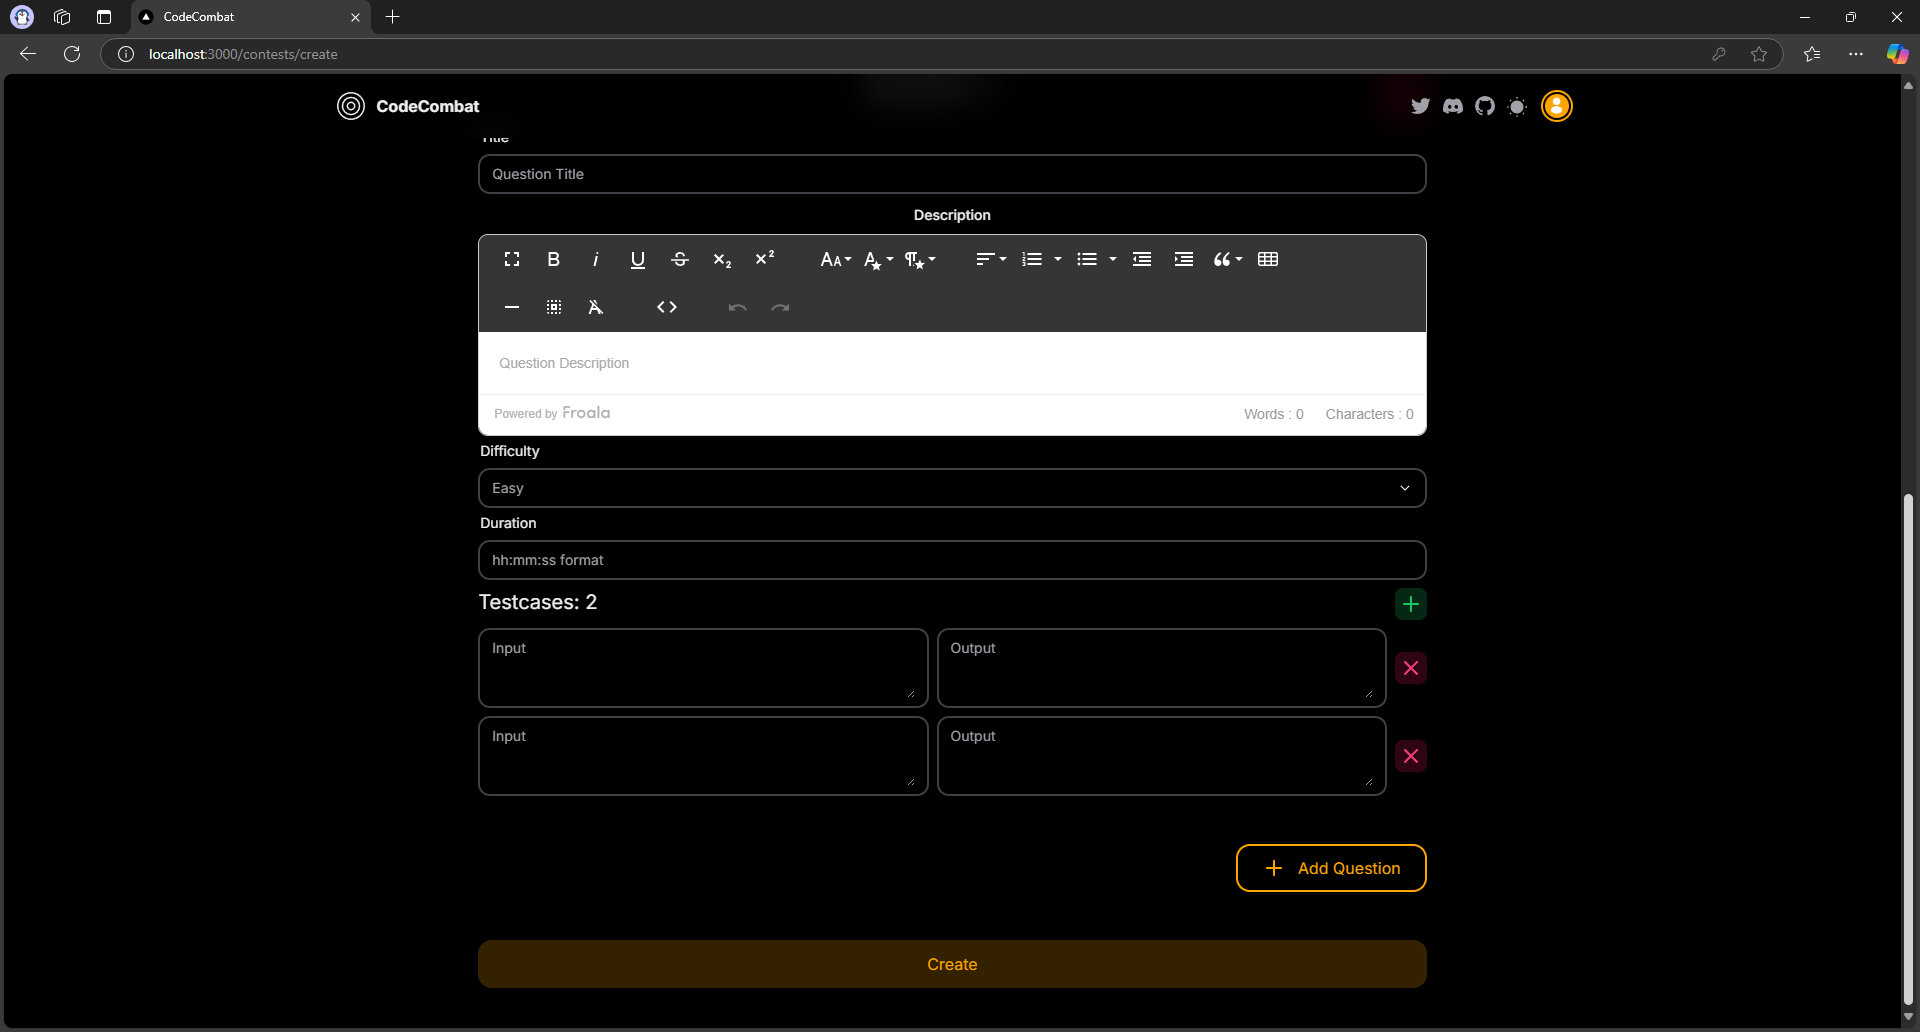 CodeCombat
localhost:3000/contests/create
CodeCombat
Title
Question Title
Description
Question Description
Powered by Froala
Words : 0 Characters : 0
Difficulty
Easy
Duration
hh:mm:ss format
Testcases: 2
Input Output
Input Output
Add Question
Create